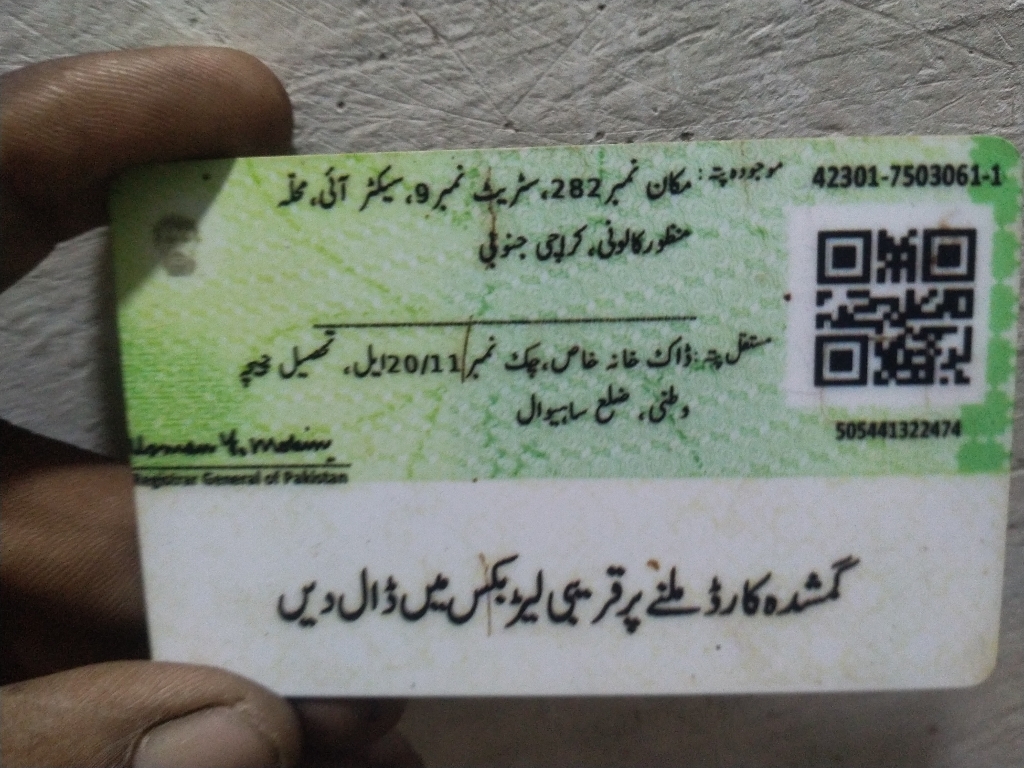 42301-7503061-1
موجودہ پتہ: مکان نمبر 282، سٹریٹ نمبر 9، سیکٹر آئی، محلہ
منظور کالونی، کراچی جنوبی
مستقل پتہ: ڈاک خانہ خاص، چک نمبر 20/11ایل، تحصیل چیچہ
وطنی، ضلع ساہیوال
505441322474
Registrar General of Pakistan
گمشدہ کارڈ ملنے پر قریبی لیٹر بکس میں ڈال دیں